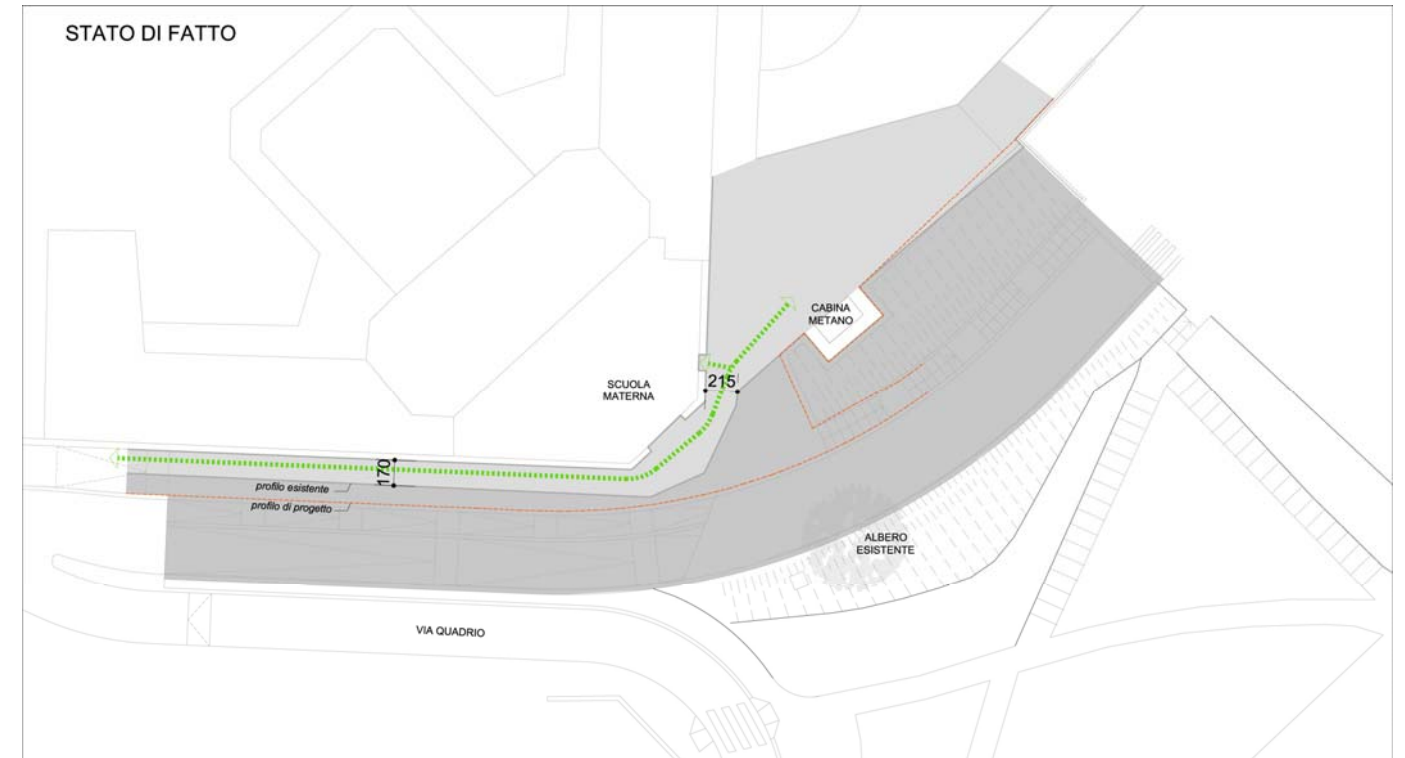 STATO DI FATTO
CABINA
METANO
215
SCUOLA
MATERNA
170
profilo esistente
profilo di progetto
ALBERO
ESISTENTE
VIA QUADRIO